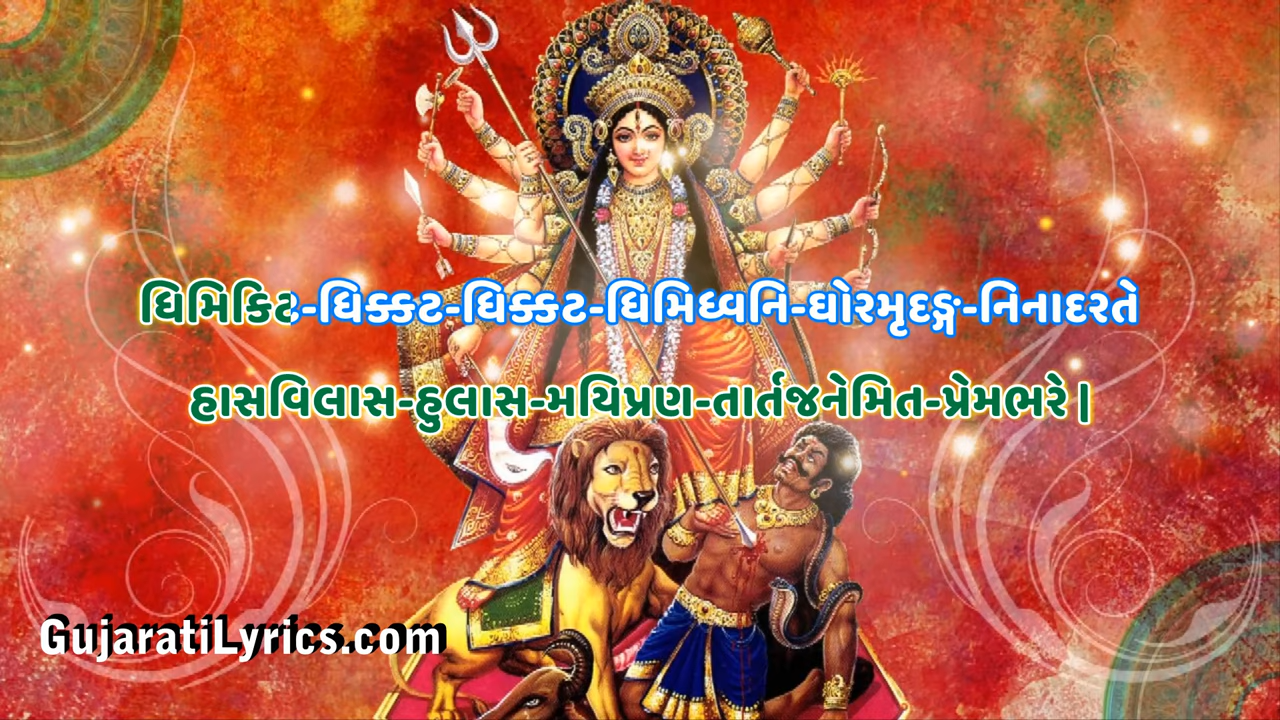 ધિમિકિટ-ધિક્કટ-ધિક્કટ-ધિમિધ્વનિ-ઘોરમૃદઙ્ગ-નિનાદરતે
હાસવિલાસ-હુલાસ-મયિપ્રણ-તાર્તજનેમિત-પ્રેમભરે |
GujaratiLyrics.com